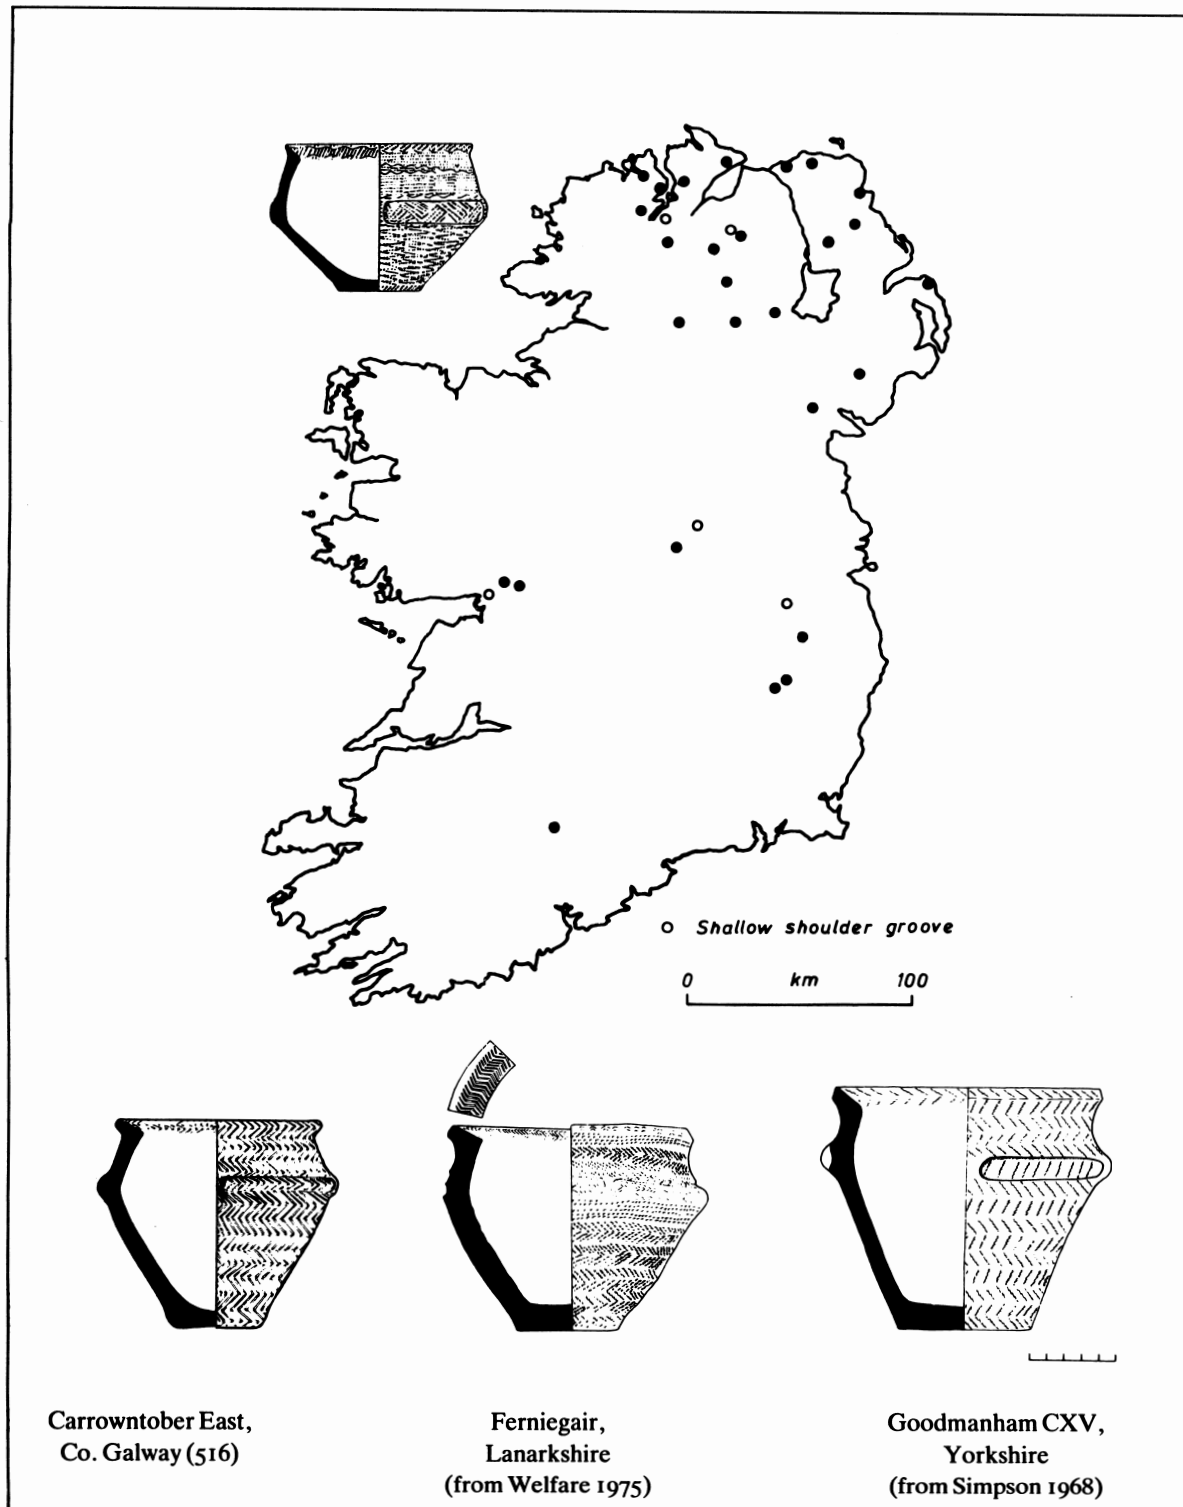 Shallow shoulder groove
0 km 100
Carrowntober East,
Co. Galway (516)
Ferniegair,
Lanarkshire
(from Welfare 1975)
Goodmanham CXV,
Yorkshire
(from Simpson 1968)